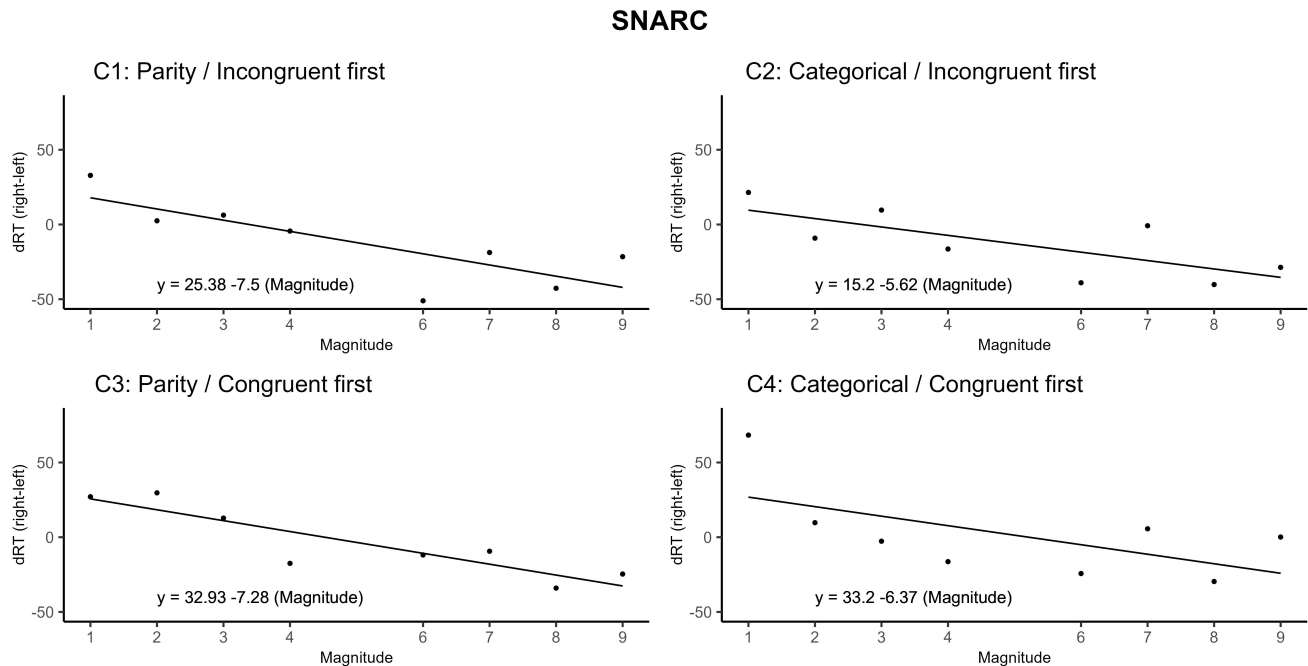 SNARC
C1: Parity / Incongruent first
dRT (right-left)
50
0
-50
y = 25.38 -7.5 (Magnitude)
1 2 3 4 6 7 8 9
Magnitude
C2: Categorical / Incongruent first
dRT (right-left)
50
0
-50
y = 15.2 -5.62 (Magnitude)
1 2 3 4 6 7 8 9
Magnitude
C3: Parity / Congruent first
dRT (right-left)
50
0
-50
y = 32.93 -7.28 (Magnitude)
1 2 3 4 6 7 8 9
Magnitude
C4: Categorical / Congruent first
dRT (right-left)
50
0
-50
y = 33.2 -6.37 (Magnitude)
1 2 3 4 6 7 8 9
Magnitude